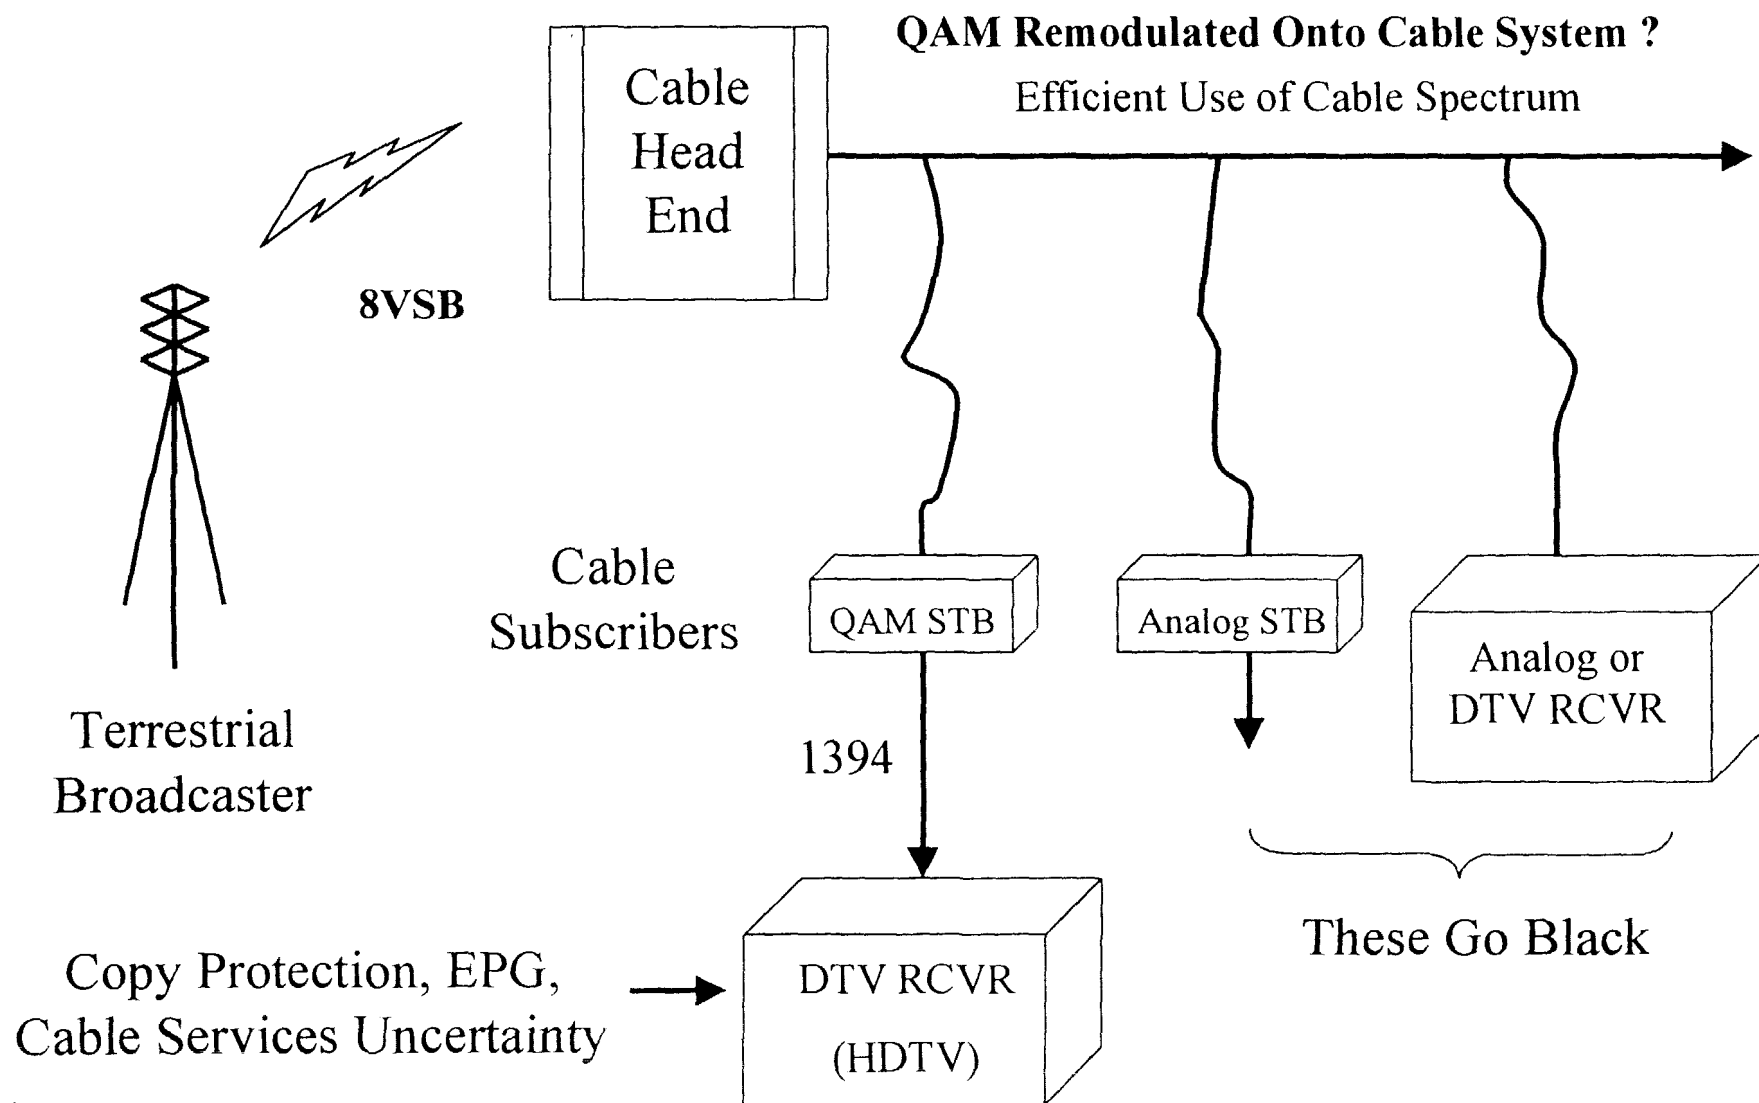 QAM Remodulated Onto Cable System ?
Efficient Use of Cable Spectrum
Cable
Head
End
8VSB
Terrestrial
Broadcaster
Cable
Subscribers
QAM STB
Analog STB
Analog or
DTV RCVR
1394
These Go Black
Copy Protection, EPG,
Cable Services Uncertainty
DTV RCVR
(HDTV)